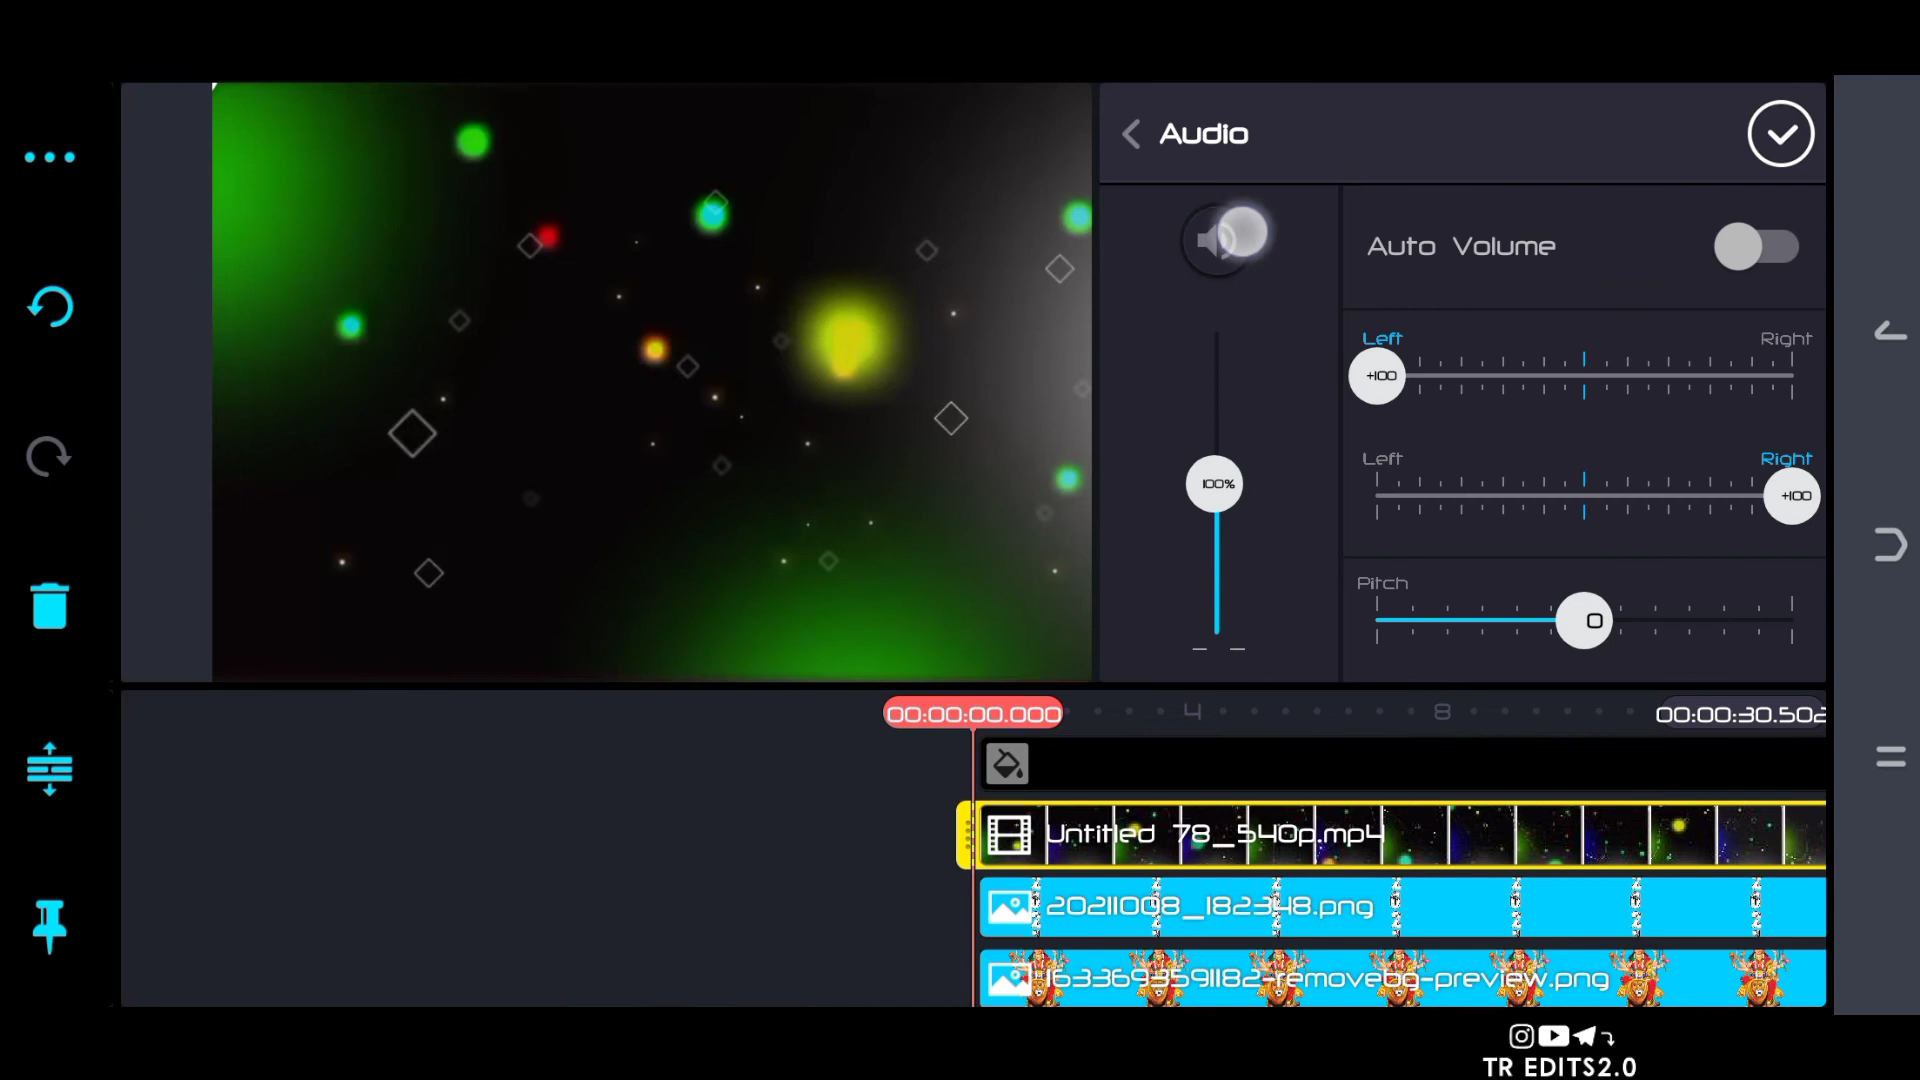 Audio
Auto Volume
Left Right
+100
Left Right
+100
100%
Pitch
0
00:00:00.000 4 8 00:00:30.502
Untitled 78_540p.mp4
20211008_182348.png
1633693591182-removebg-preview.png
TR EDITS2.0